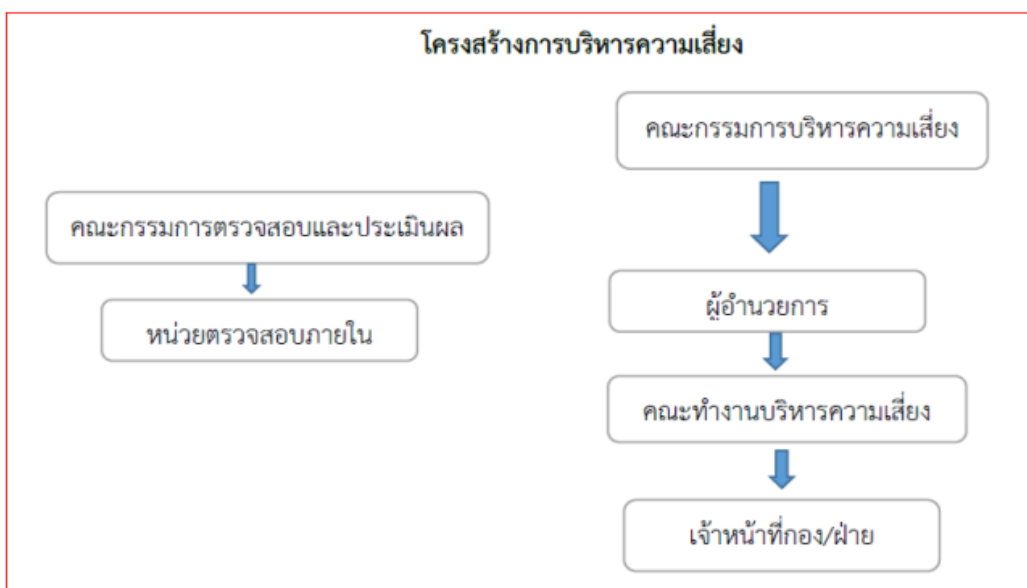 โครงสร้างการบริหารความเสี่ยง
คณะกรรมการบริหารความเสี่ยง
คณะกรรมการตรวจสอบและประเมินผล
หน่วยตรวจสอบภายใน
ผู้อำนวยการ
คณะทำงานบริหารความเสี่ยง
เจ้าหน้าที่กอง/ฝ่าย